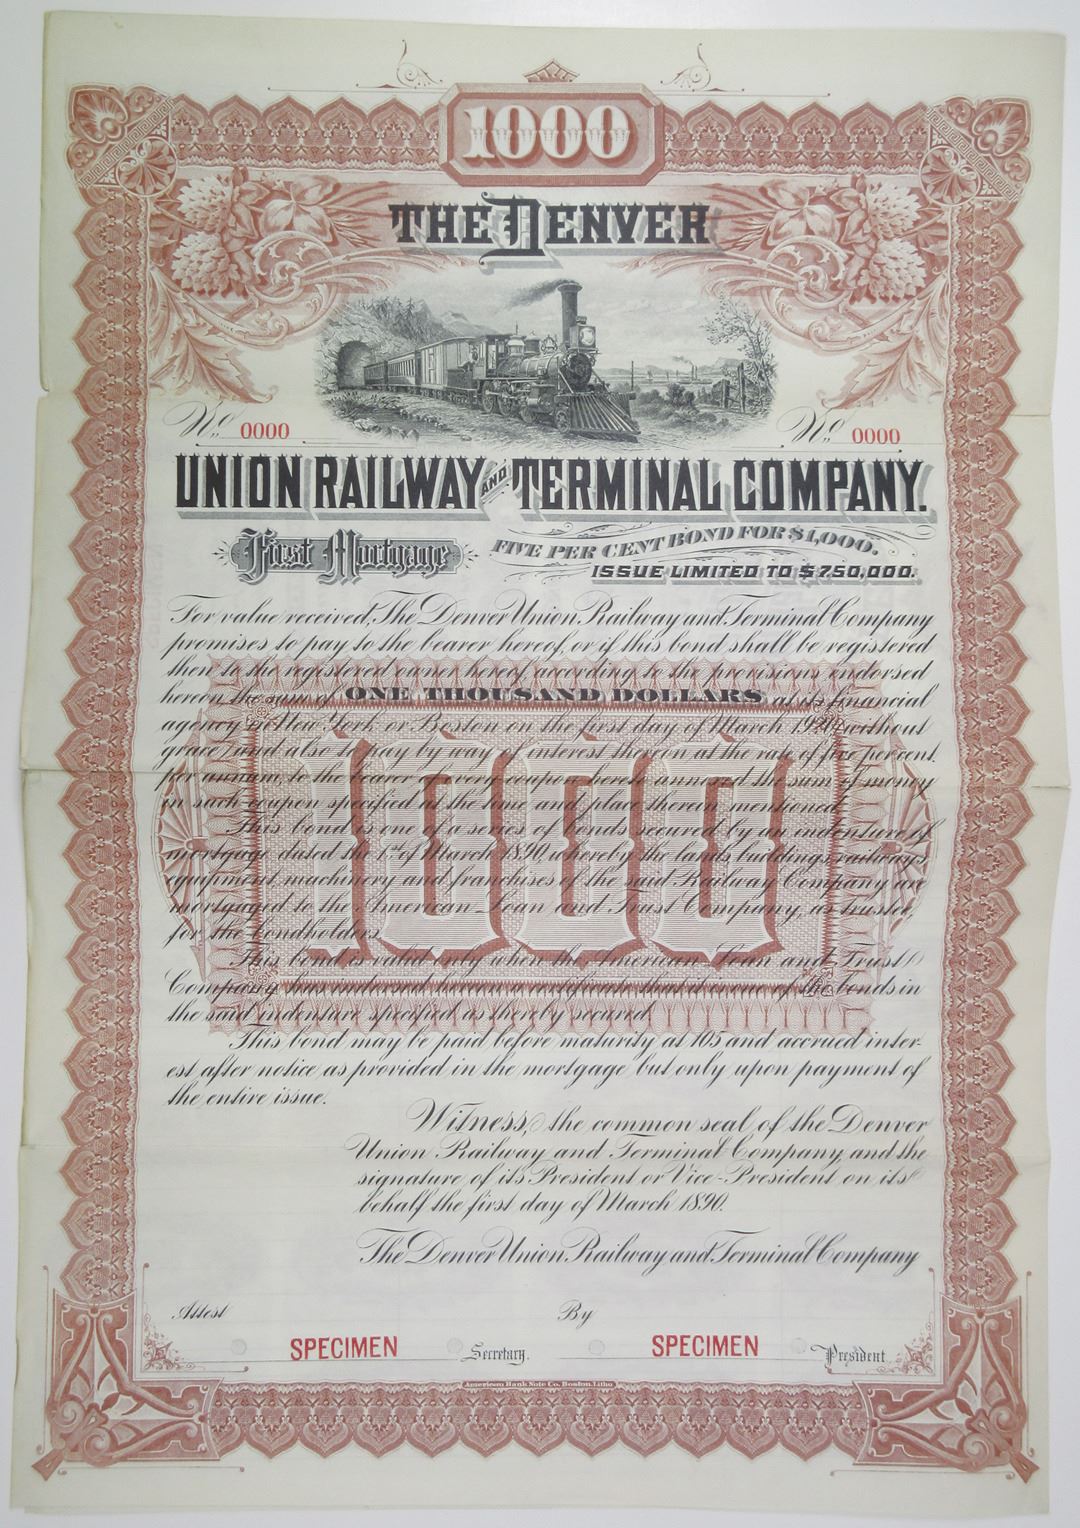 1000
THE DENVER
No. 0000 No. 0000
UNION RAILWAY AND TERMINAL COMPANY.
First Mortgage FIVE PER CENT BOND FOR $1,000.
ISSUE LIMITED TO $750,000.
For value received, The Denver Union Railway and Terminal Company
promises to pay to the bearer hereof, or if this bond shall be registered
then to the registered owner hereof, according to the provisions endorsed
hereon the sum of ONE THOUSAND DOLLARS, at its financial
agency in New York or Boston on the first day of March without
grace, and also to pay by way of interest thereon at the rate of five per cent.
per annum, to the bearer of every coupon hereto annexed the sum of money
in such coupon specified at the time and place therein mentioned.
This bond is one of a series of bonds secured by an indenture of
mortgage dated the 1st of March 1890, whereby the lands, buildings, railways,
equipment, machinery and franchises of the said Railway Company are
mortgaged to the American Loan and Trust Company, as trustee,
for the bondholders.
This bond is valid only when the American Loan and Trust
Company has endorsed hereon a certificate that it is one of the bonds in
the said indenture specified as thereby secured.
1000
This bond may be paid before maturity at 105 and accrued inter-
est after notice as provided in the mortgage but only upon payment of
the entire issue.
Witness, the common seal of the Denver
Union Railway and Terminal Company, and the
signature of its President or Vice-President on its
behalf the first day of March 1890.
The Denver Union Railway and Terminal Company
Attest By
SPECIMEN Secretary. SPECIMEN President.
American Bank Note Co. Boston. Litho.